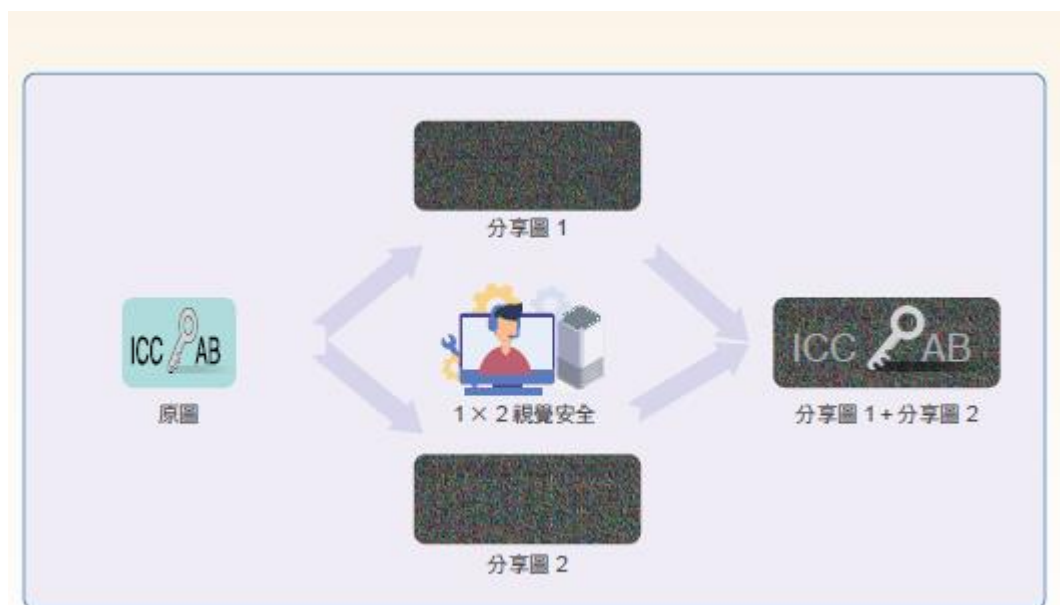 分享圖 1
ICC AB
原圖
1 × 2 視覺安全
ICC AB
分享圖 1 + 分享圖 2
分享圖 2